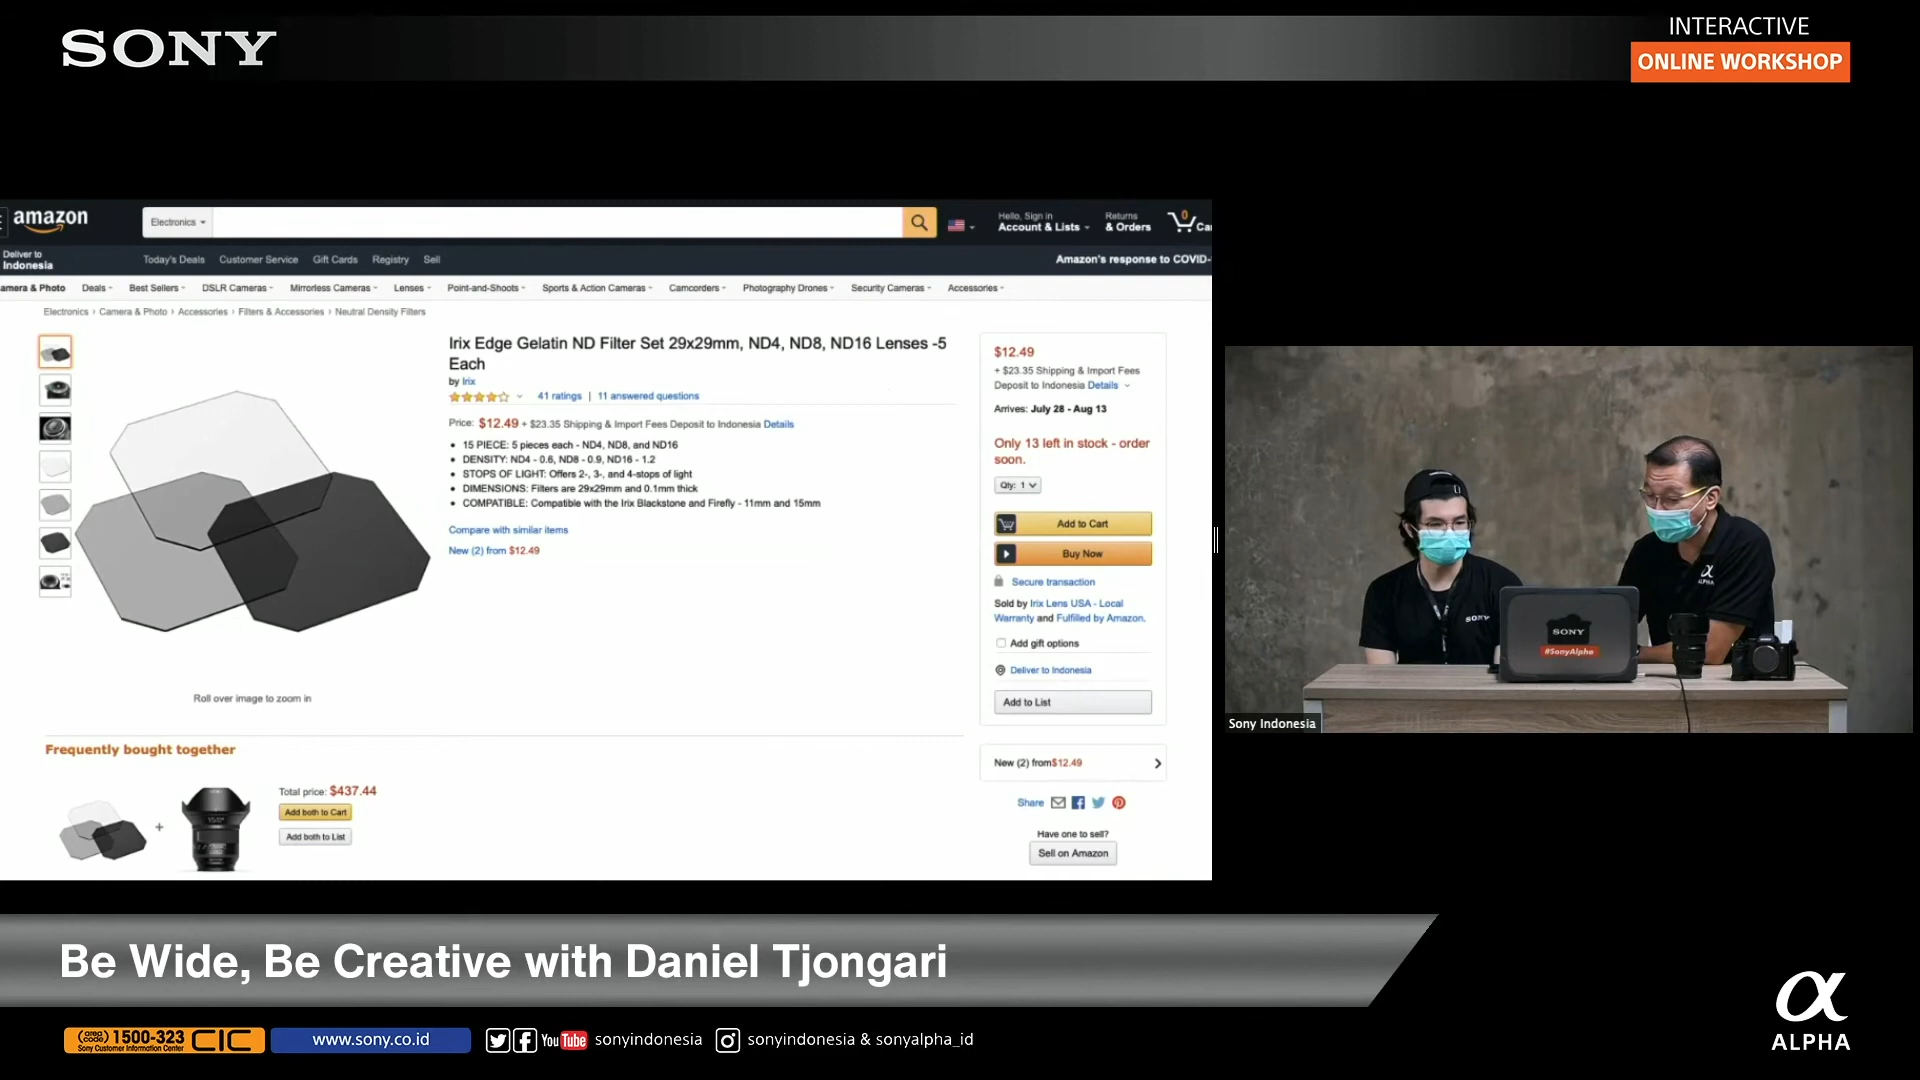 SONY
INTERACTIVE
ONLINE WORKSHOP
amazon
Electronics
Hello, Sign in
Account & Lists
Returns
& Orders
0
Deliver to
Indonesia
Today's Deals Customer Service Gift Cards Registry Sell
Amazon's response to COVID-
amera & Photo Deals Best Sellers DSLR Cameras Mirrorless Cameras Lenses Point-and-Shoots Sports & Action Cameras Camcorders Photography Drones Security Cameras Accessories
Electronics › Camera & Photo › Accessories › Filters & Accessories › Neutral Density Filters
Irix Edge Gelatin ND Filter Set 29x29mm, ND4, ND8, ND16 Lenses -5
Each
by Irix
41 ratings | 11 answered questions
Price: $12.49 + $23.35 Shipping & Import Fees Deposit to Indonesia Details
• 15 PIECE: 5 pieces each - ND4, ND8, and ND16
• DENSITY: ND4 - 0.6, ND8 - 0.9, ND16 - 1.2
• STOPS OF LIGHT: Offers 2-, 3-, and 4-stops of light
• DIMENSIONS: Filters are 29x29mm and 0.1mm thick
• COMPATIBLE: Compatible with the Irix Blackstone and Firefly - 11mm and 15mm
Compare with similar items
New (2) from $12.49
Roll over image to zoom in
$12.49
+ $23.35 Shipping & Import Fees
Deposit to Indonesia Details
Arrives: July 28 - Aug 13
Only 13 left in stock - order
soon.
Qty: 1
Add to Cart
Buy Now
Secure transaction
Sold by Irix Lens USA - Local
Warranty and Fulfilled by Amazon.
Add gift options
Deliver to Indonesia
Add to List
New (2) from$12.49
Share
Have one to sell?
Sell on Amazon
Frequently bought together
+
Total price: $437.44
Add both to Cart
Add both to List
α
ALPHA
SONY
SONY
#SonyAlpha
Sony Indonesia
Be Wide, Be Creative with Daniel Tjongari
(area code) 1500-323 CIC
Sony Customer Information Center
www.sony.co.id
YouTube sonyindonesia
sonyindonesia & sonyalpha_id
α
ALPHA